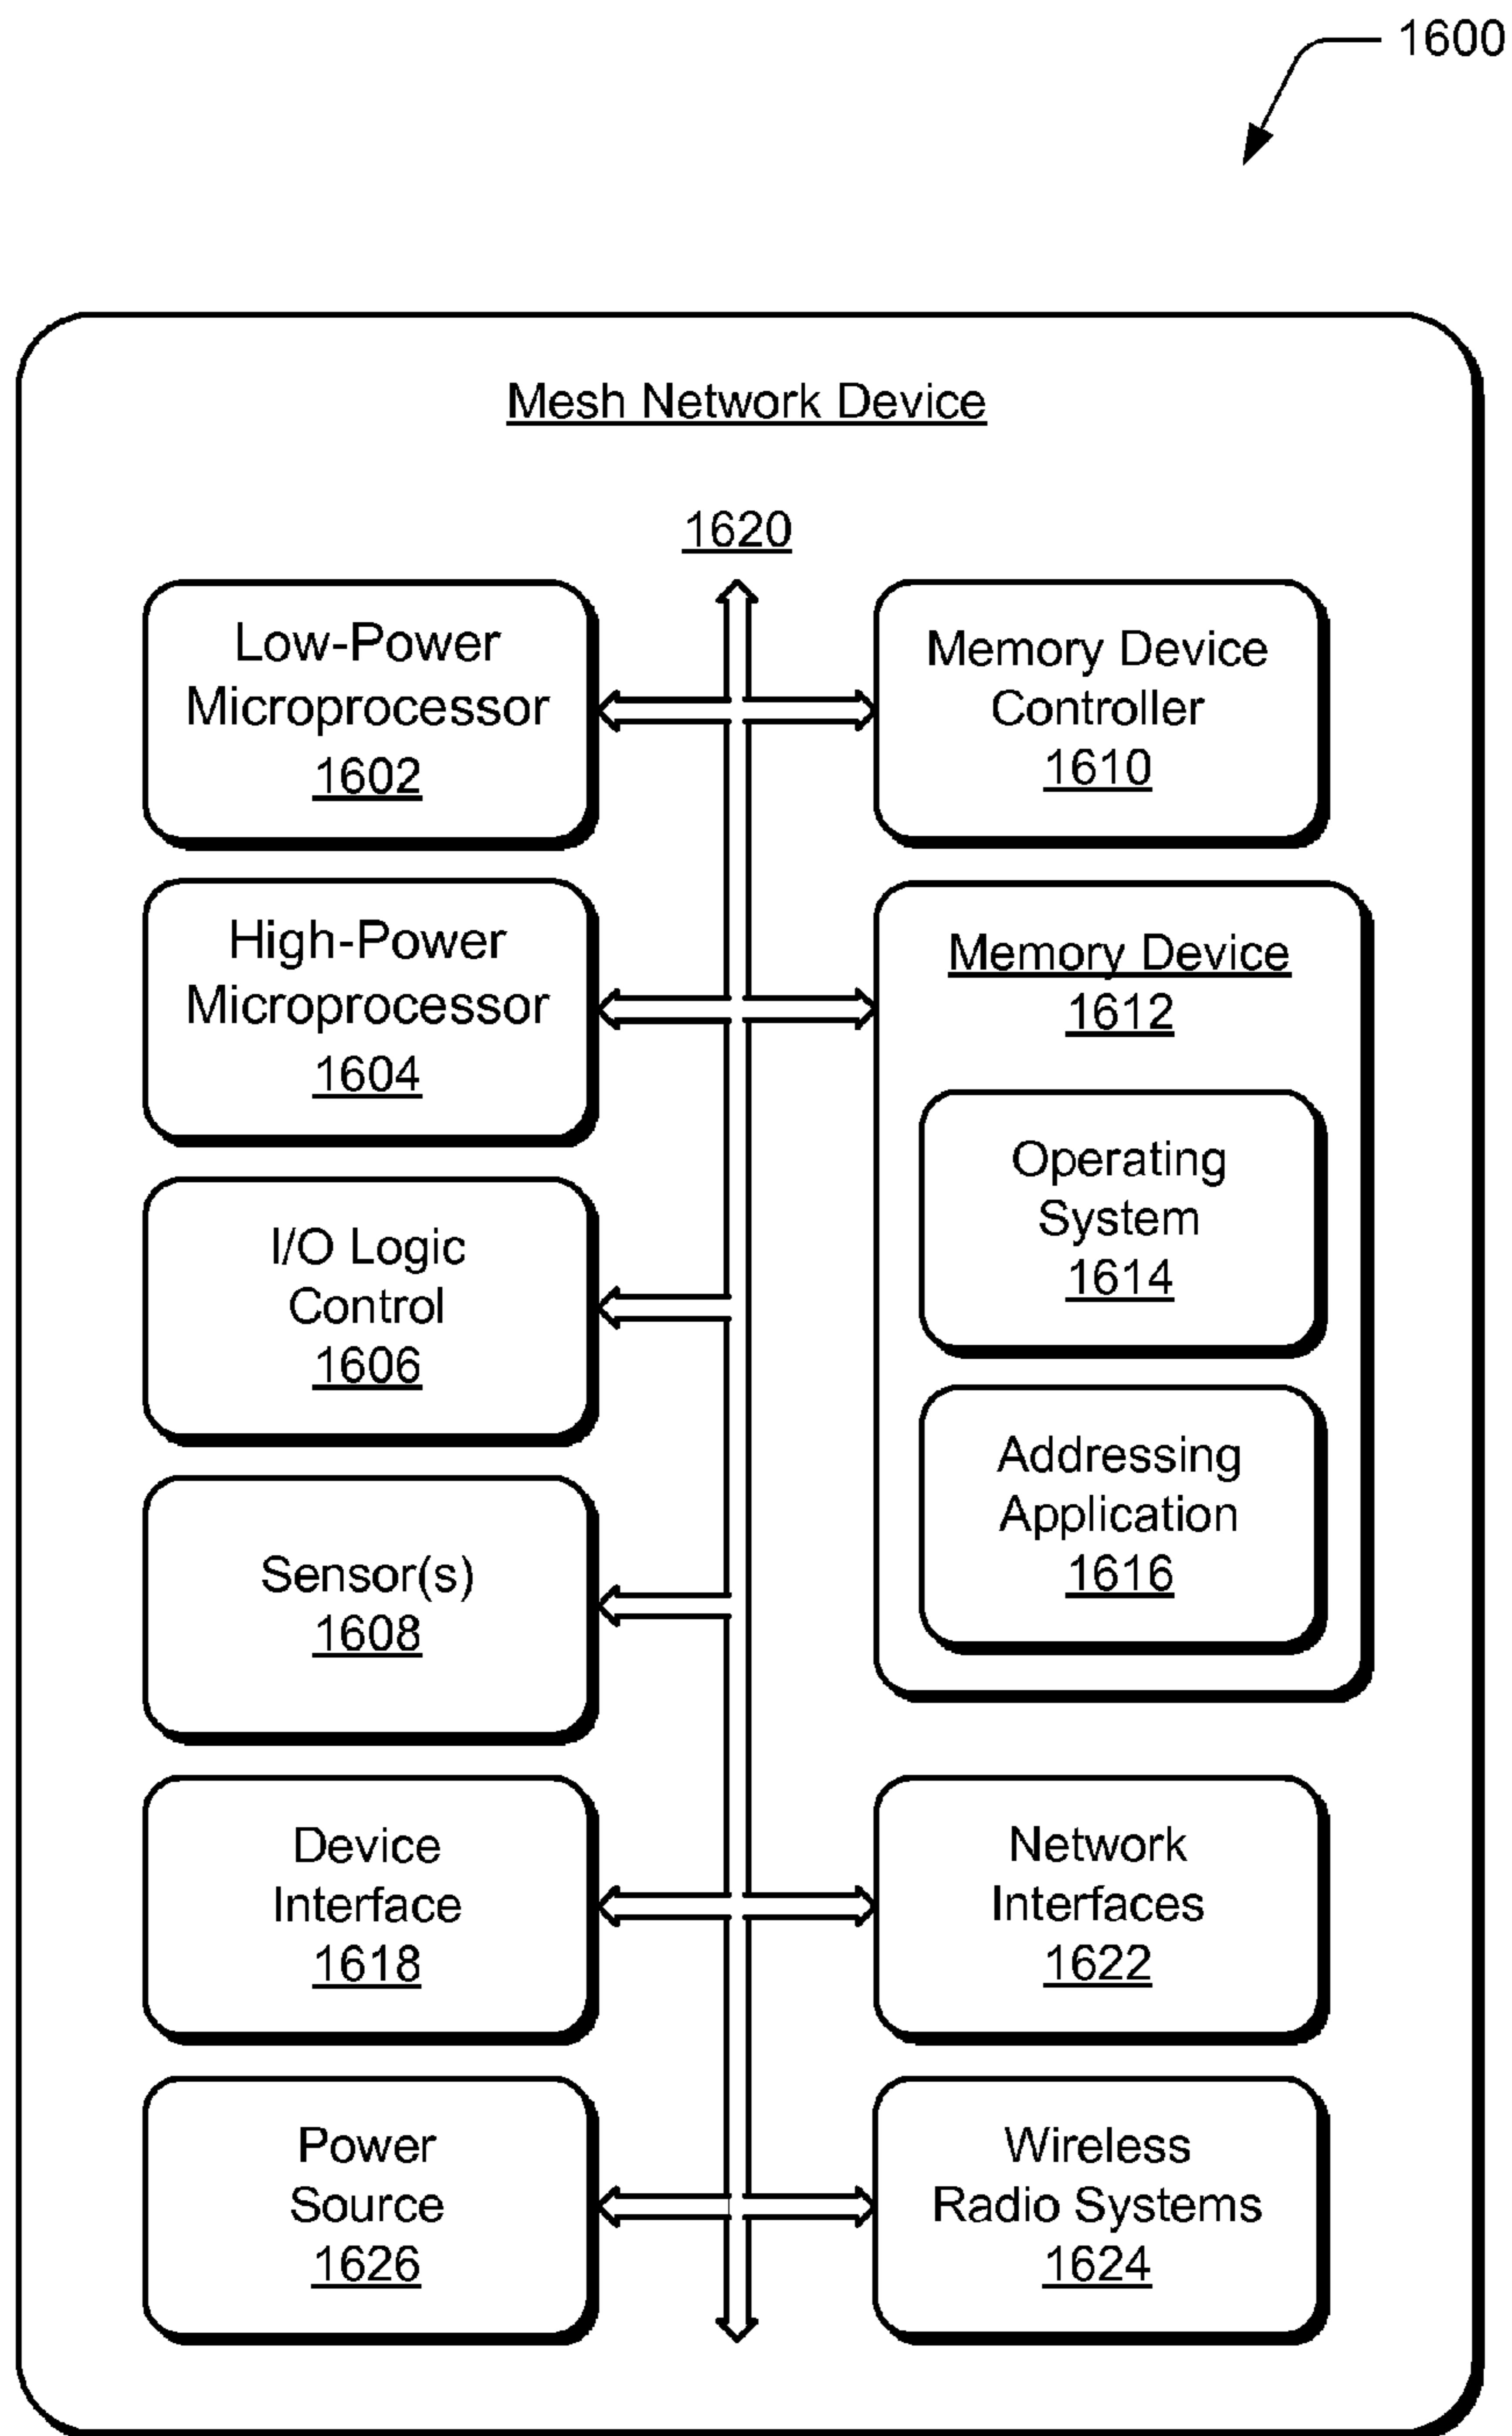 1600
Mesh Network Device
1620
Low-Power
Microprocessor
1602
High-Power
Microprocessor
1604
I/O Logic
Control
1606
Sensor(s)
1608
Device
Interface
1618
Power
Source
1626
Memory Device
Controller
1610
Memory Device
1612
Operating
System
1614
Addressing
Application
1616
Network
Interfaces
1622
Wireless
Radio Systems
1624